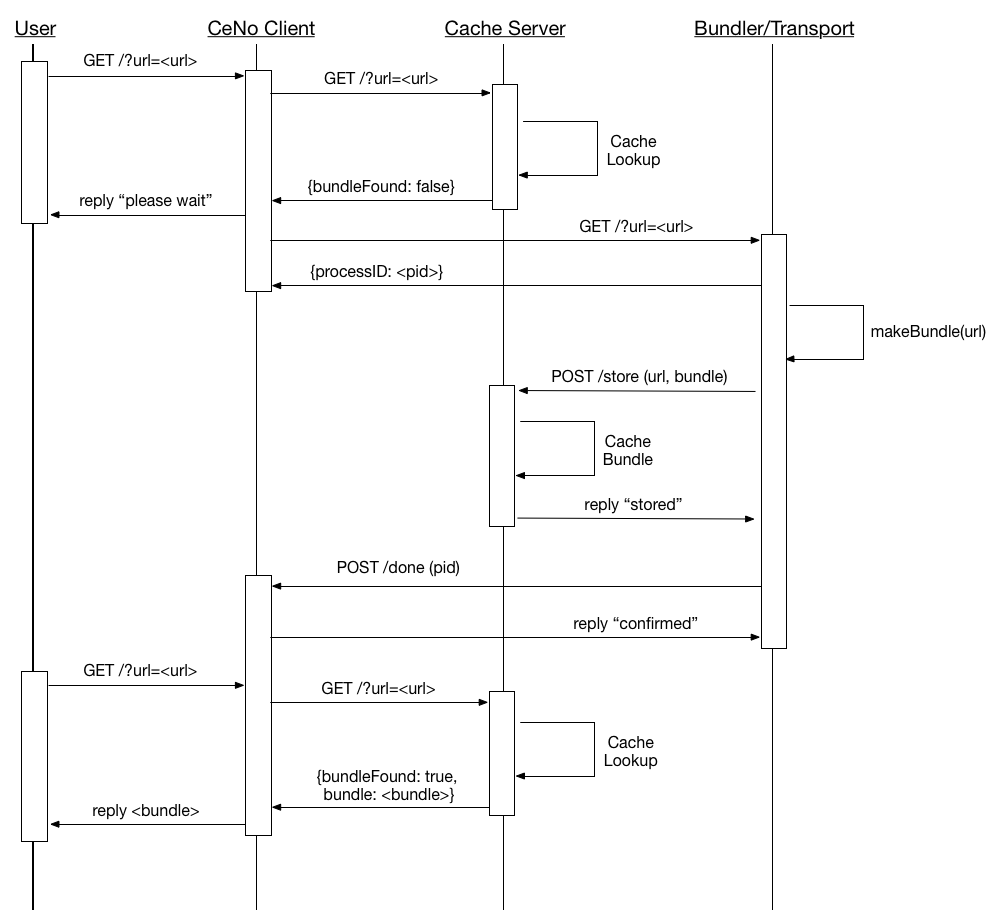 User
CeNo Client
Cache Server
Bundler/Transport
GET /?url=<url>
GET /?url=<url>
Cache
Lookup
{bundleFound: false}
reply “please wait”
GET /?url=<url>
{processID: <pid>}
makeBundle(url)
POST /store (url, bundle)
Cache
Bundle
reply “stored”
POST /done (pid)
reply “confirmed”
GET /?url=<url>
GET /?url=<url>
Cache
Lookup
{bundleFound: true,
bundle: <bundle>}
reply <bundle>